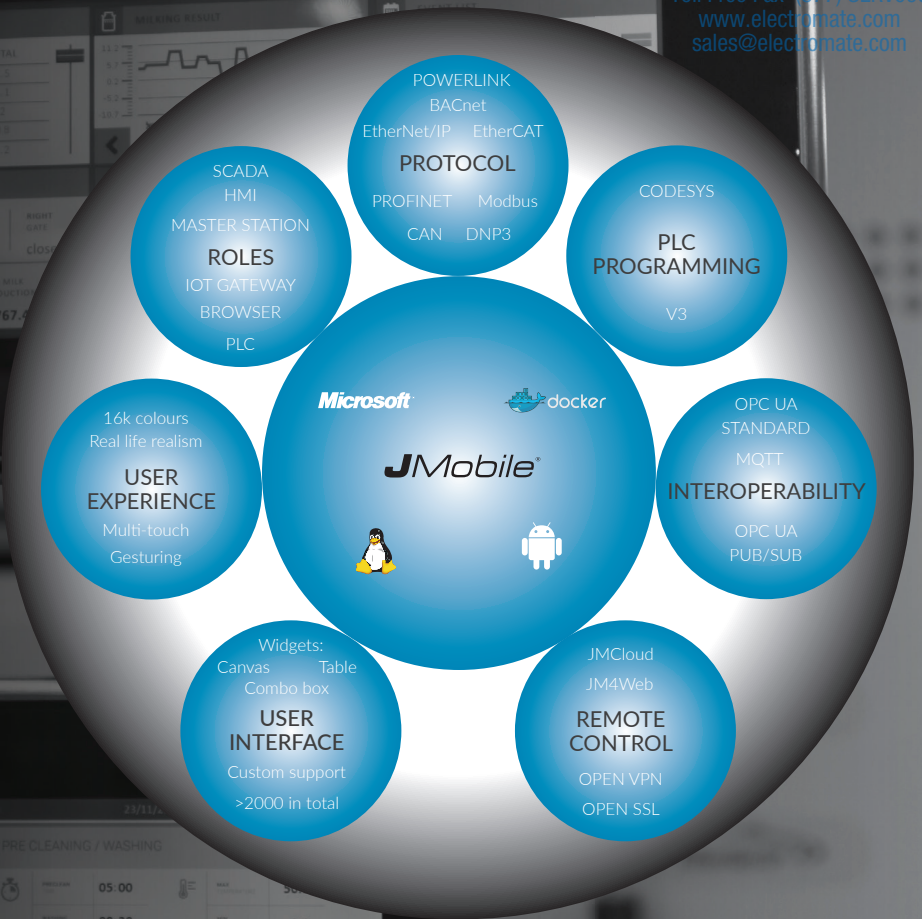 MILKING RESULT
www.electromate.com
sales@electromate.com
POWERLINK
BACnet
EtherNet/IP EtherCAT
PROTOCOL
PROFINET Modbus
CAN DNP3
SCADA
HMI
MASTER STATION
ROLES
IOT GATEWAY
BROWSER
PLC
CODESYS
PLC
PROGRAMMING
V3
RIGHT
GATE
Microsoft
docker
JMobile®
16k colours
Real life realism
USER
EXPERIENCE
Multi-touch
Gesturing
OPC UA
STANDARD
MQTT
INTEROPERABILITY
OPC UA
PUB/SUB
Widgets:
Canvas Table
Combo box
USER
INTERFACE
Custom support
>2000 in total
JMCloud
JM4Web
REMOTE
CONTROL
OPEN VPN
OPEN SSL
PRE CLEANING / WASHING
05:00